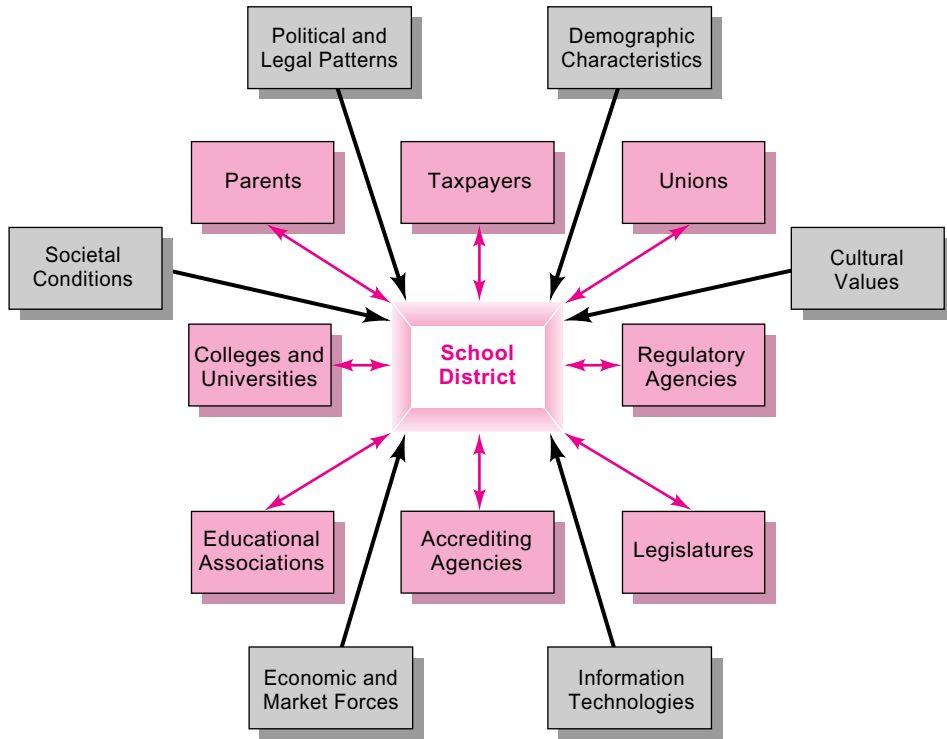 Political and
Legal Patterns
Demographic
Characteristics
Parents
Taxpayers
Unions
Societal
Conditions
Cultural
Values
Colleges and
Universities
School
District
Regulatory
Agencies
Educational
Associations
Accrediting
Agencies
Legislatures
Economic and
Market Forces
Information
Technologies